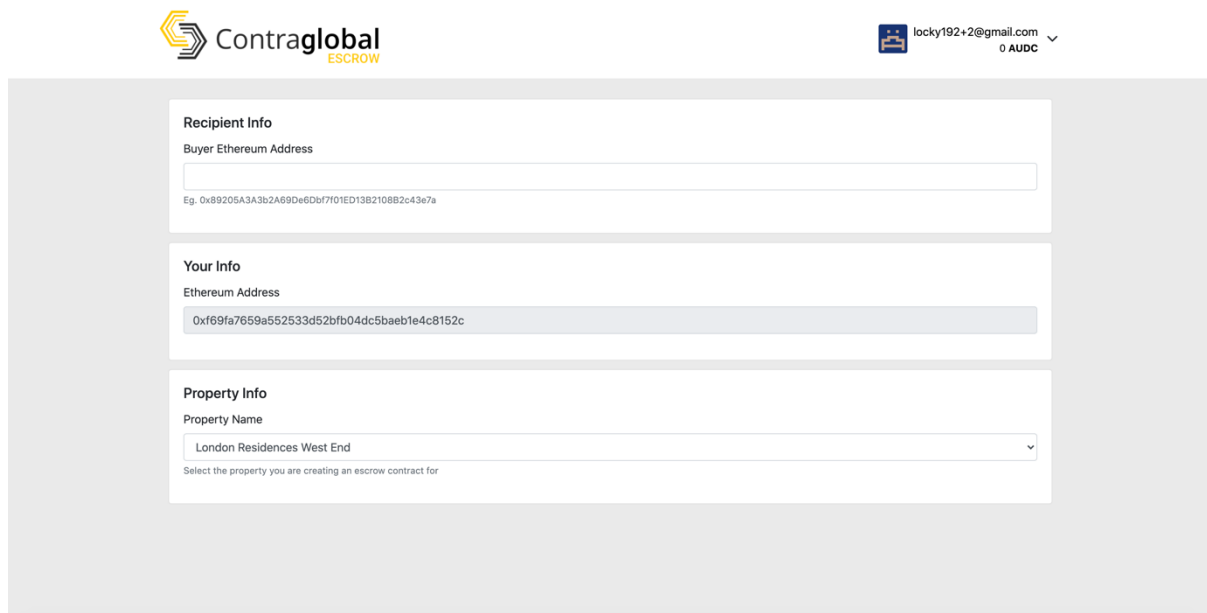 Contraglobal
ESCROW
locky192+2@gmail.com
0 AUDC
Recipient Info
Buyer Ethereum Address
Eg. 0x89205A3A3b2A69De6Dbf7f01ED13B2108B2c43e7a
Your Info
Ethereum Address
0xf69fa7659a552533d52bfb04dc5baeb1e4c8152c
Property Info
Property Name
London Residences West End
Select the property you are creating an escrow contract for